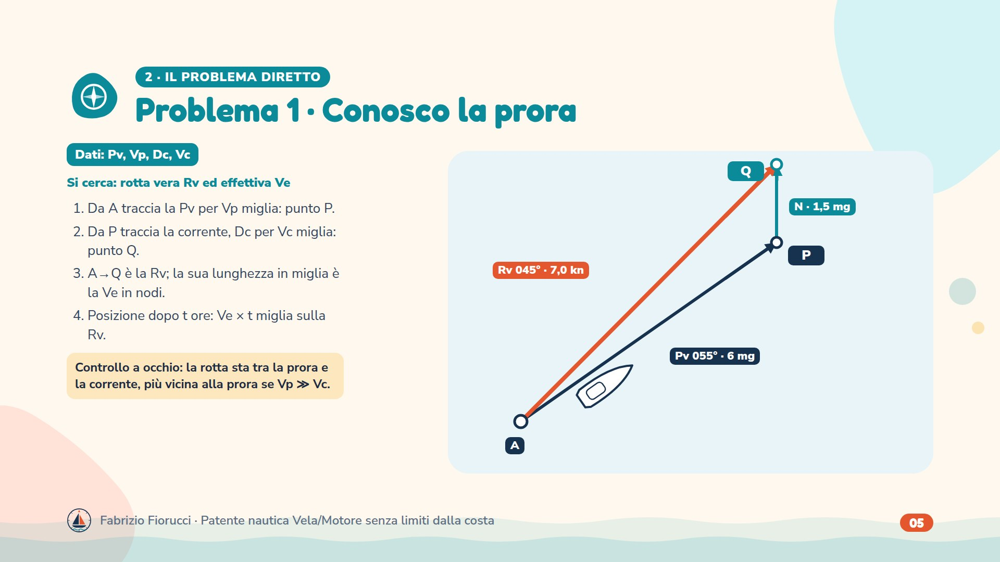 2 · IL PROBLEMA DIRETTO
Problema 1 · Conosco la prora
Dati: Pv, Vp, Dc, Vc
Si cerca: rotta vera Rv ed effettiva Ve
1. Da A traccia la Pv per Vp miglia: punto P.
2. Da P traccia la corrente, Dc per Vc miglia:
punto Q.
3. A→Q è la Rv; la sua lunghezza in miglia è
la Ve in nodi.
4. Posizione dopo t ore: Ve × t miglia sulla
Rv.
Controllo a occhio: la rotta sta tra la prora e
la corrente, più vicina alla prora se Vp ≫ Vc.
Q
N · 1,5 mg
P
Rv 045° · 7,0 kn
Pv 055° · 6 mg
A
Fabrizio Fiorucci · Patente nautica Vela/Motore senza limiti dalla costa
05